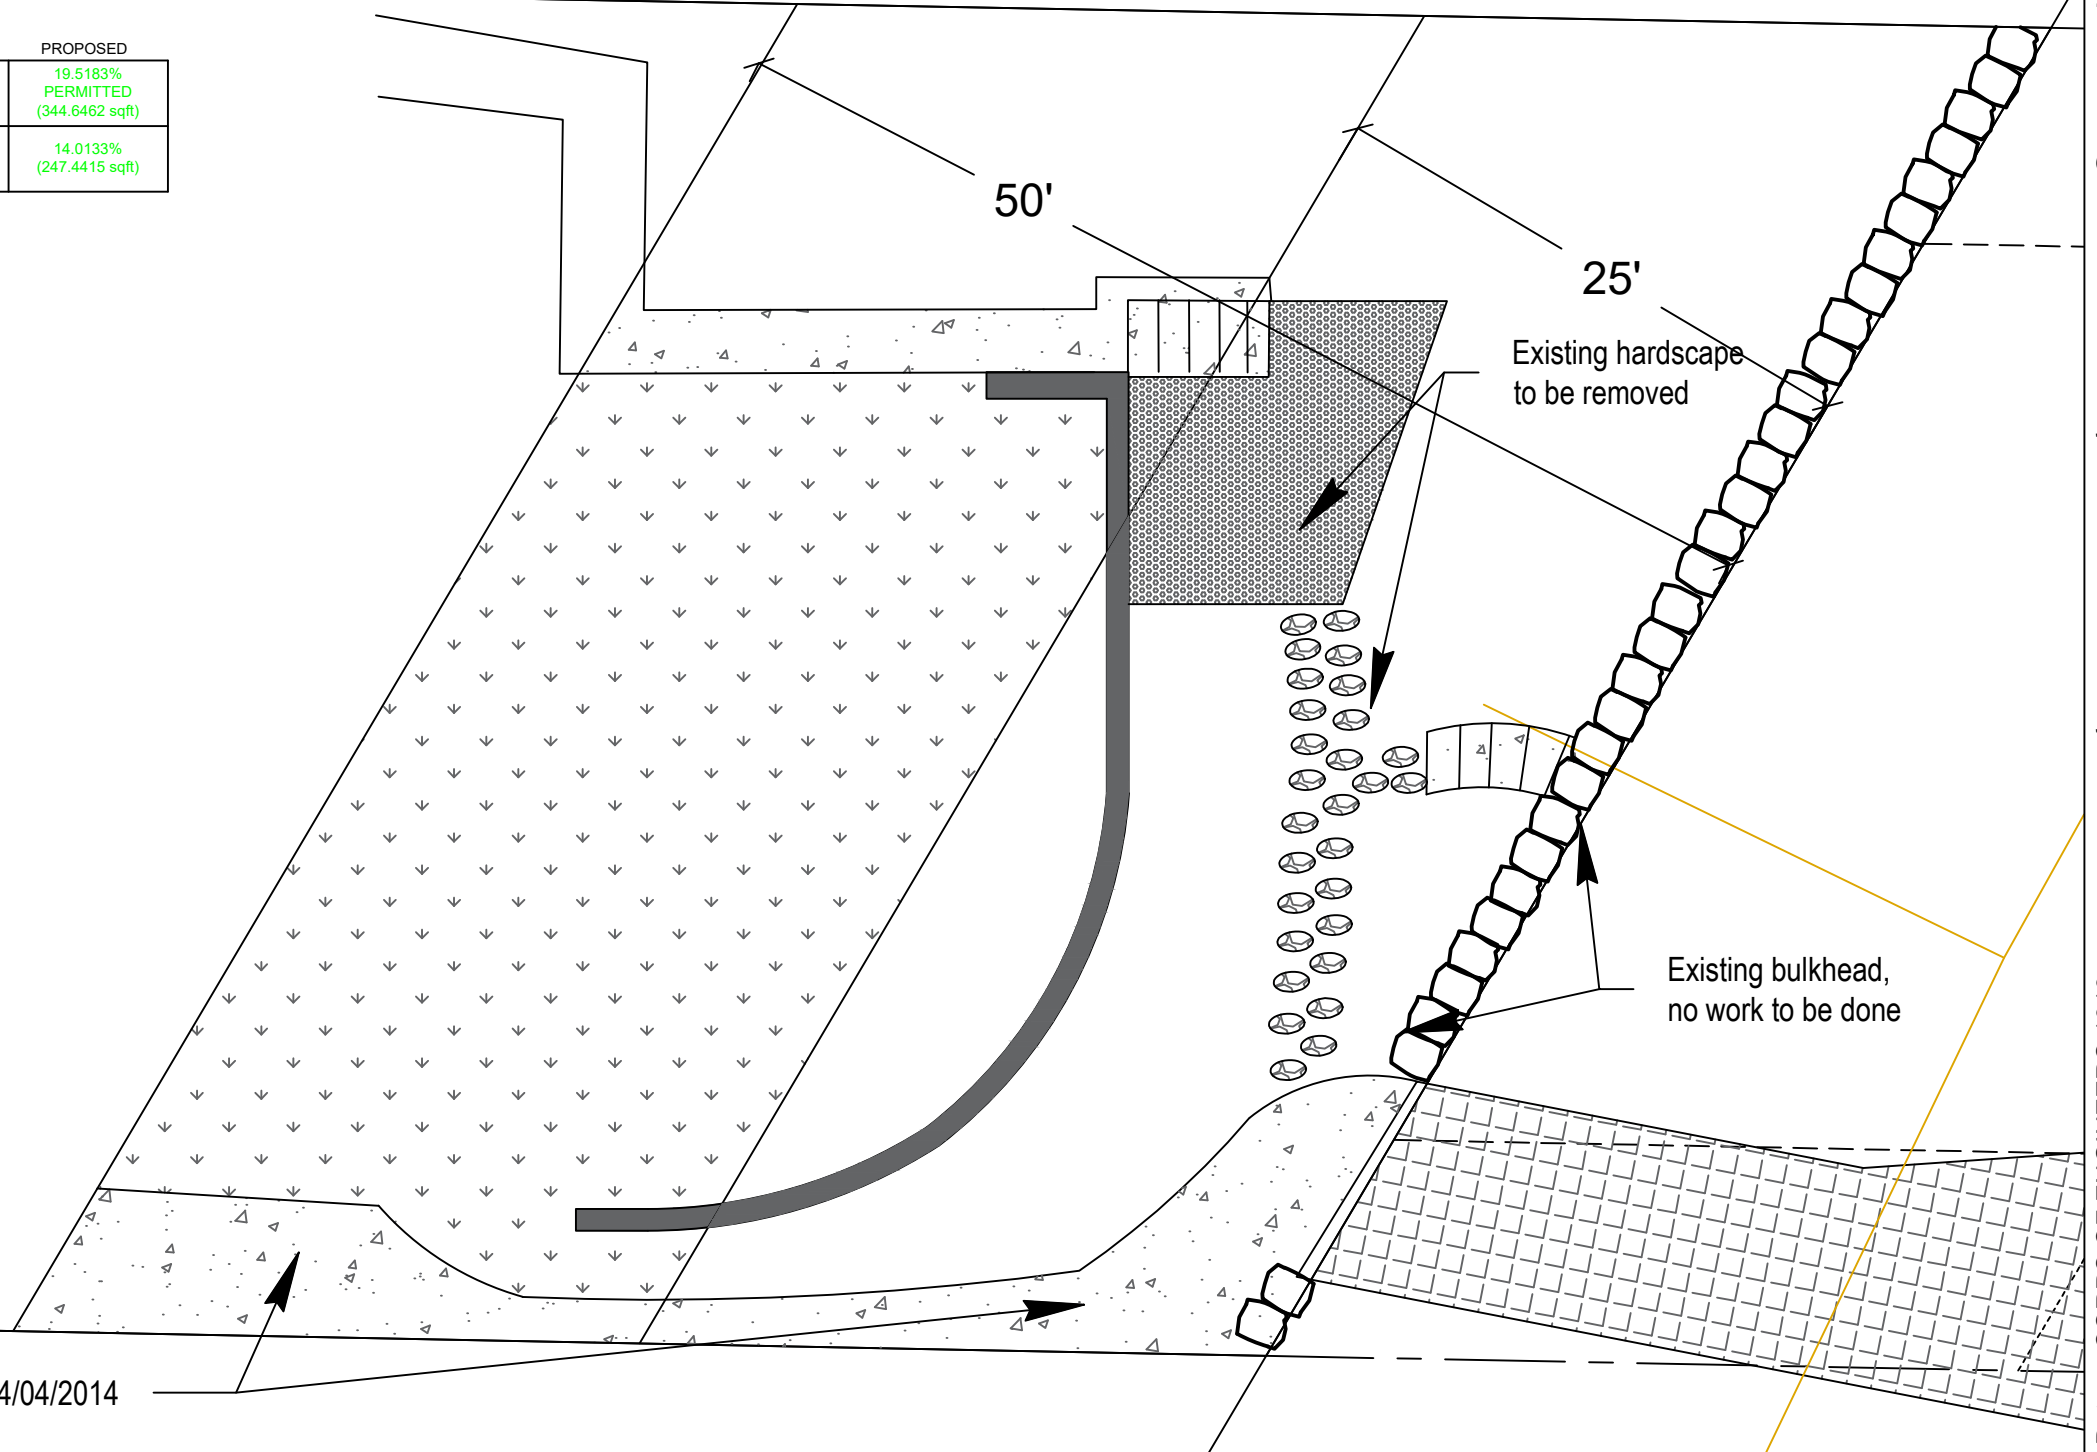 PROPOSED
19.5183%
PERMITTED
(344.6462 sqft)
14.0133%
(247.4415 sqft)
50'
25'
Existing hardscape
to be removed
Existing bulkhead,
no work to be done
4/04/2014